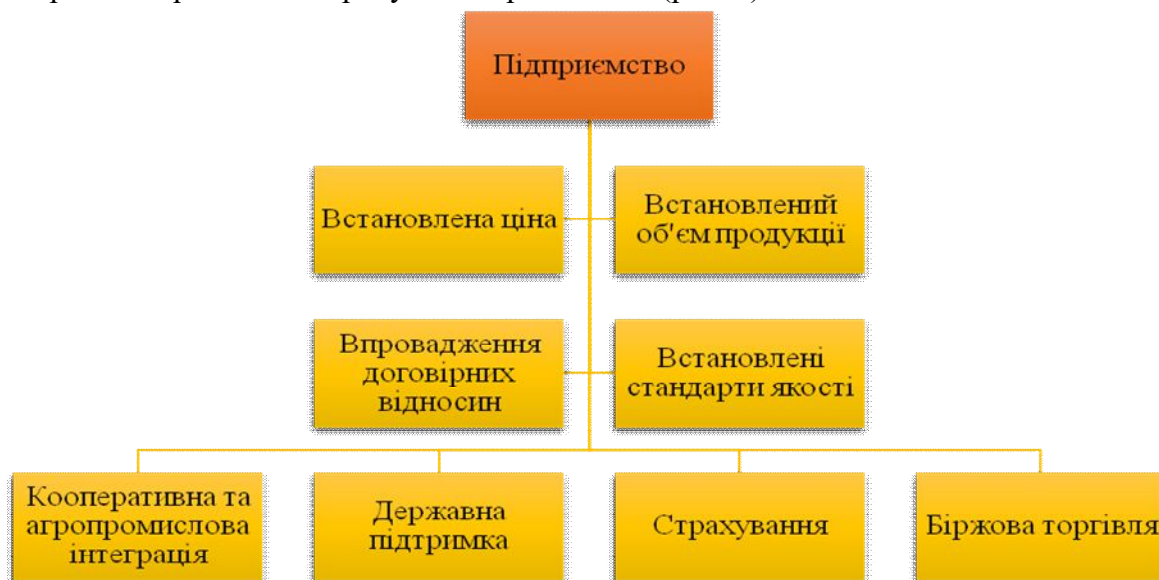 Підприємство
Встановлена ціна
Встановлений
об'єм продукції
Впровадження
договірних
відносин
Встановлені
стандарти якості
Кооперативна та
агропромислова
інтеграція
Державна
підтримка
Страхування
Біржова торгівля